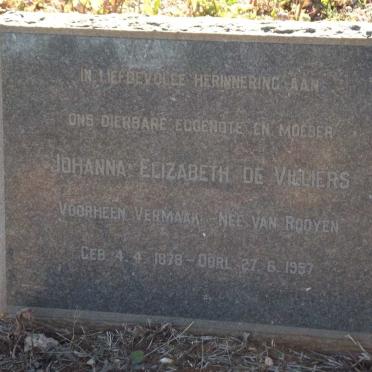 IN LIEFDEVOLLE HERINNERING AAN
ONS DIERBARE EGGENOTE EN MOEDER
JOHANNA ELIZABETH DE VILLIERS
VOORHEEN VERMAAK NEE VAN ROOYEN
GEB 4. 4. 1878 - OORL 27. 6. 1957